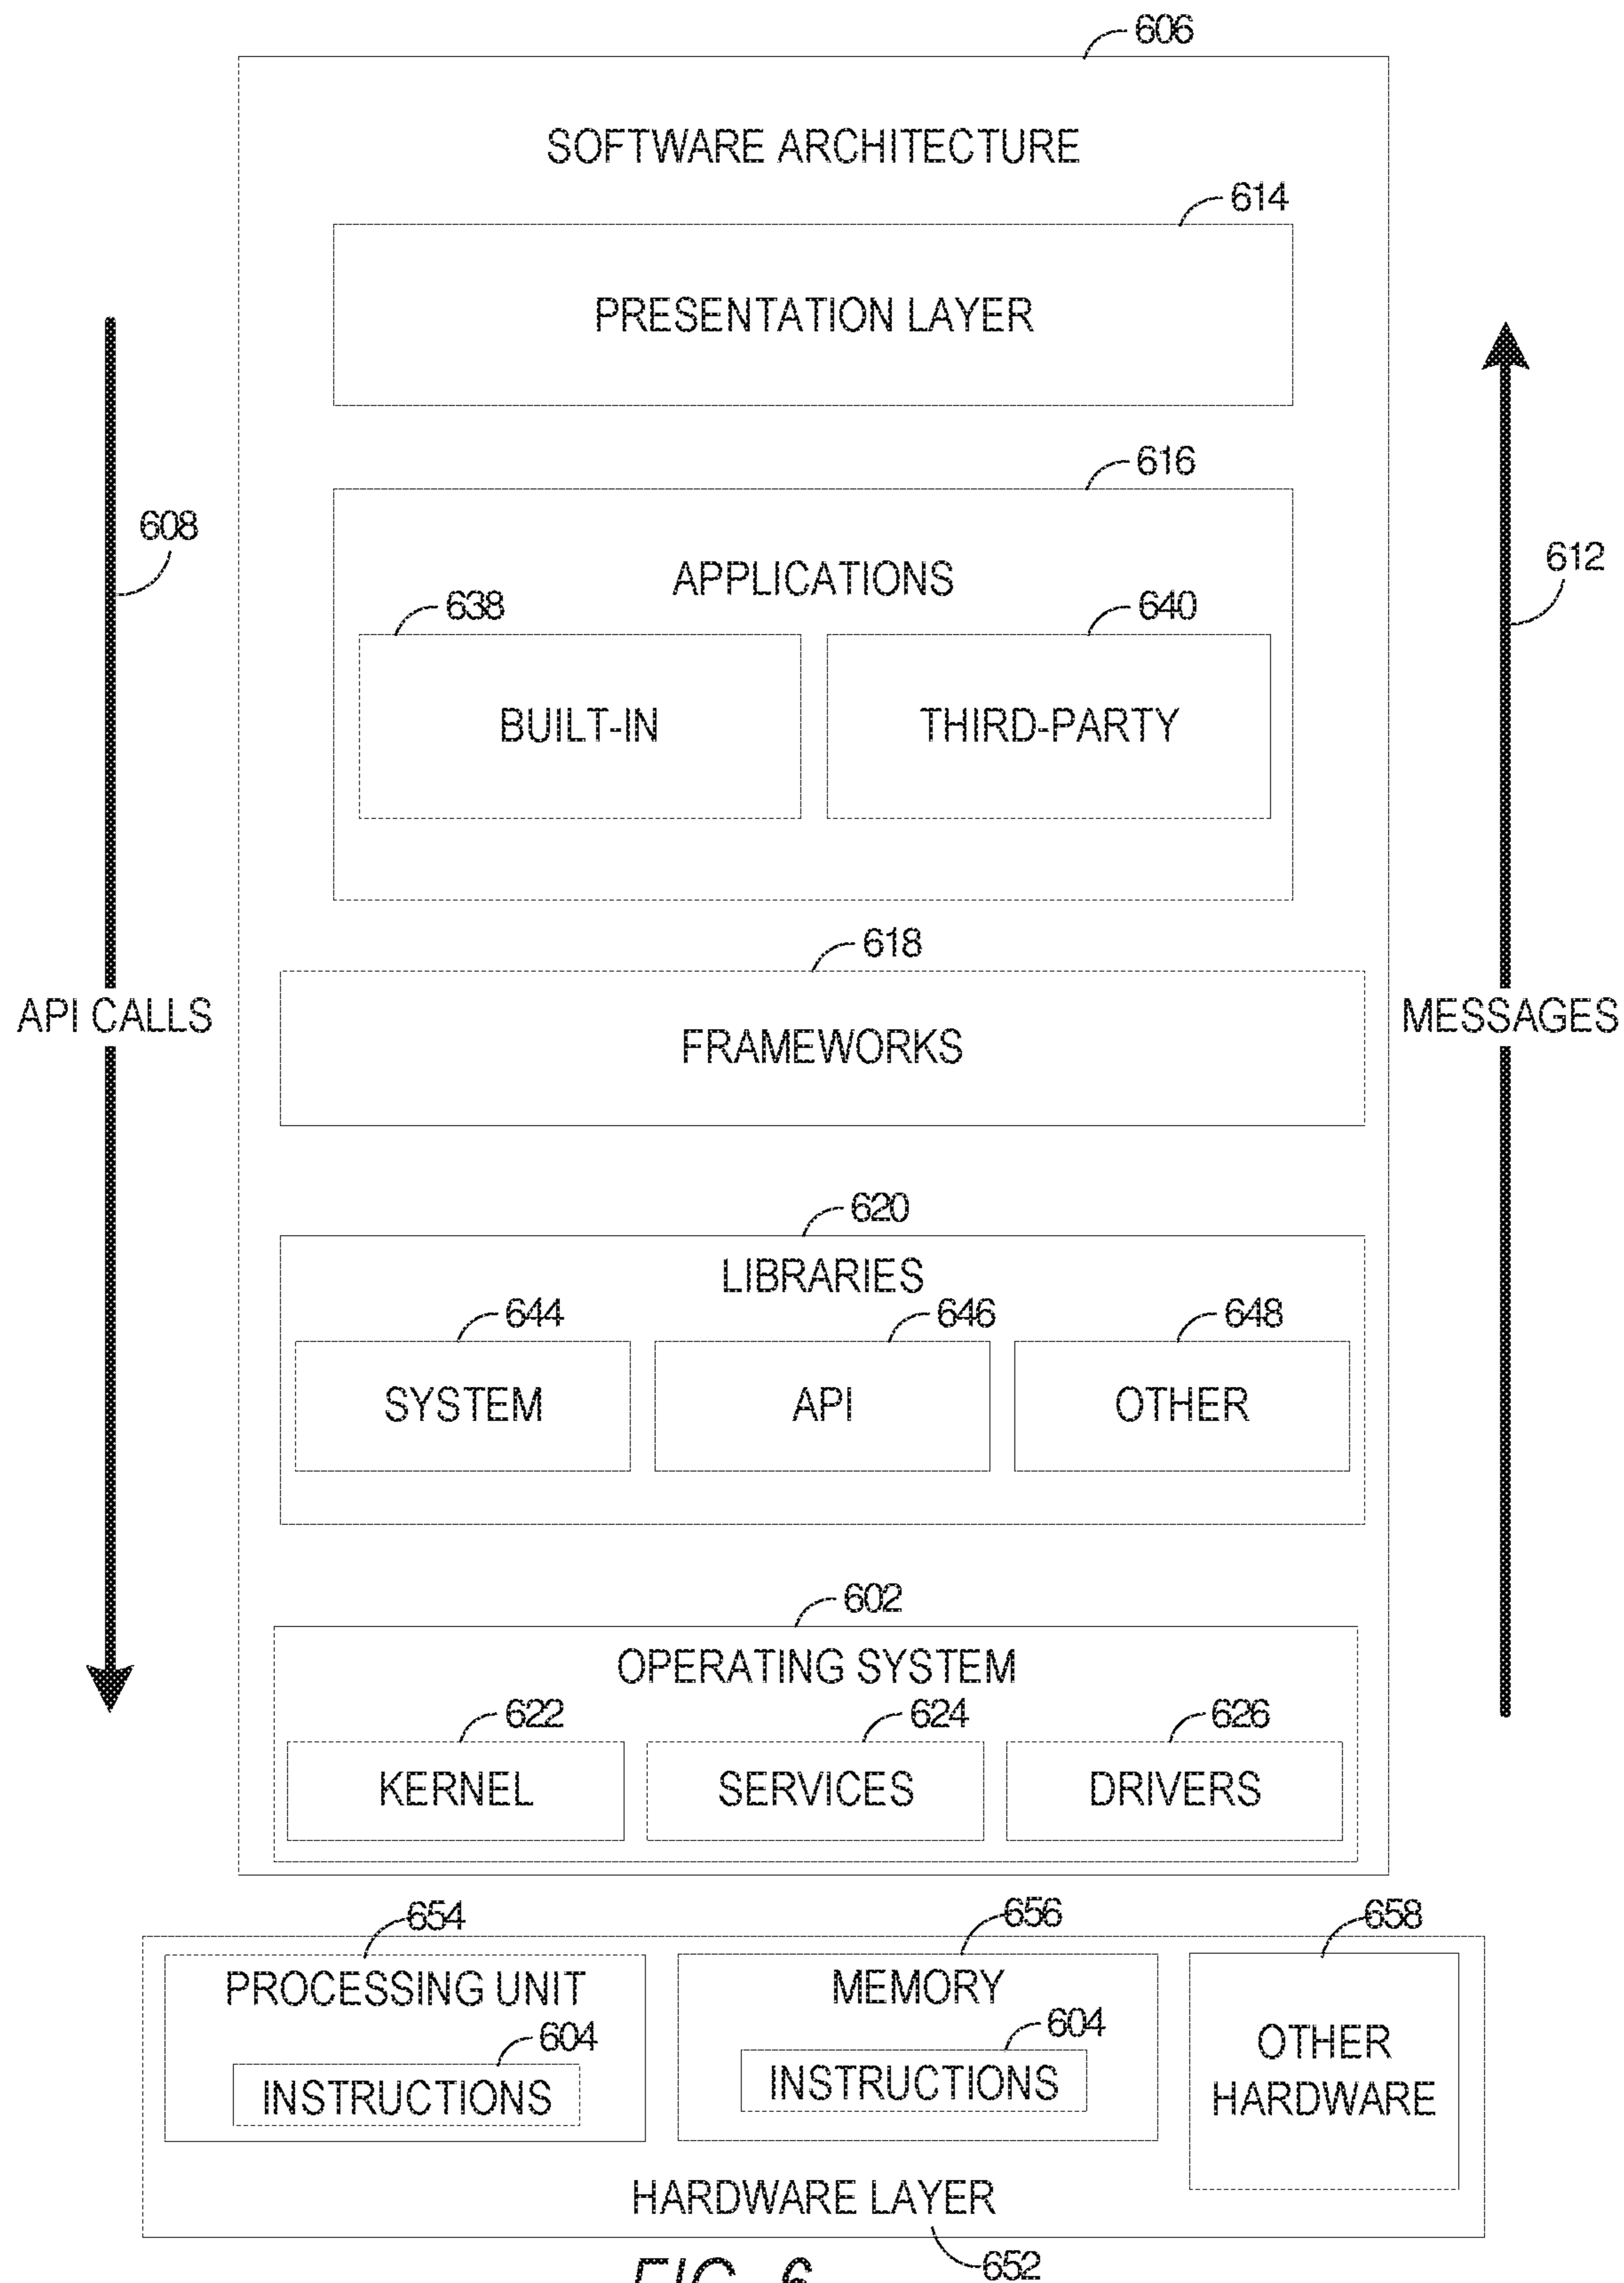 606
SOFTWARE ARCHITECTURE
614
PRESENTATION LAYER
616
608
612
APPLICATIONS
638
640
BUILT-IN
THIRD-PARTY
618
API CALLS
FRAMEWORKS
MESSAGES
620
LIBRARIES
644
646
648
SYSTEM
API
OTHER
602
OPERATING SYSTEM
622
624
626
KERNEL
SERVICES
DRIVERS
654
656
658
PROCESSING UNIT
MEMORY
604
604
INSTRUCTIONS
INSTRUCTIONS
OTHER
HARDWARE
HARDWARE LAYER
652
FIG. 6